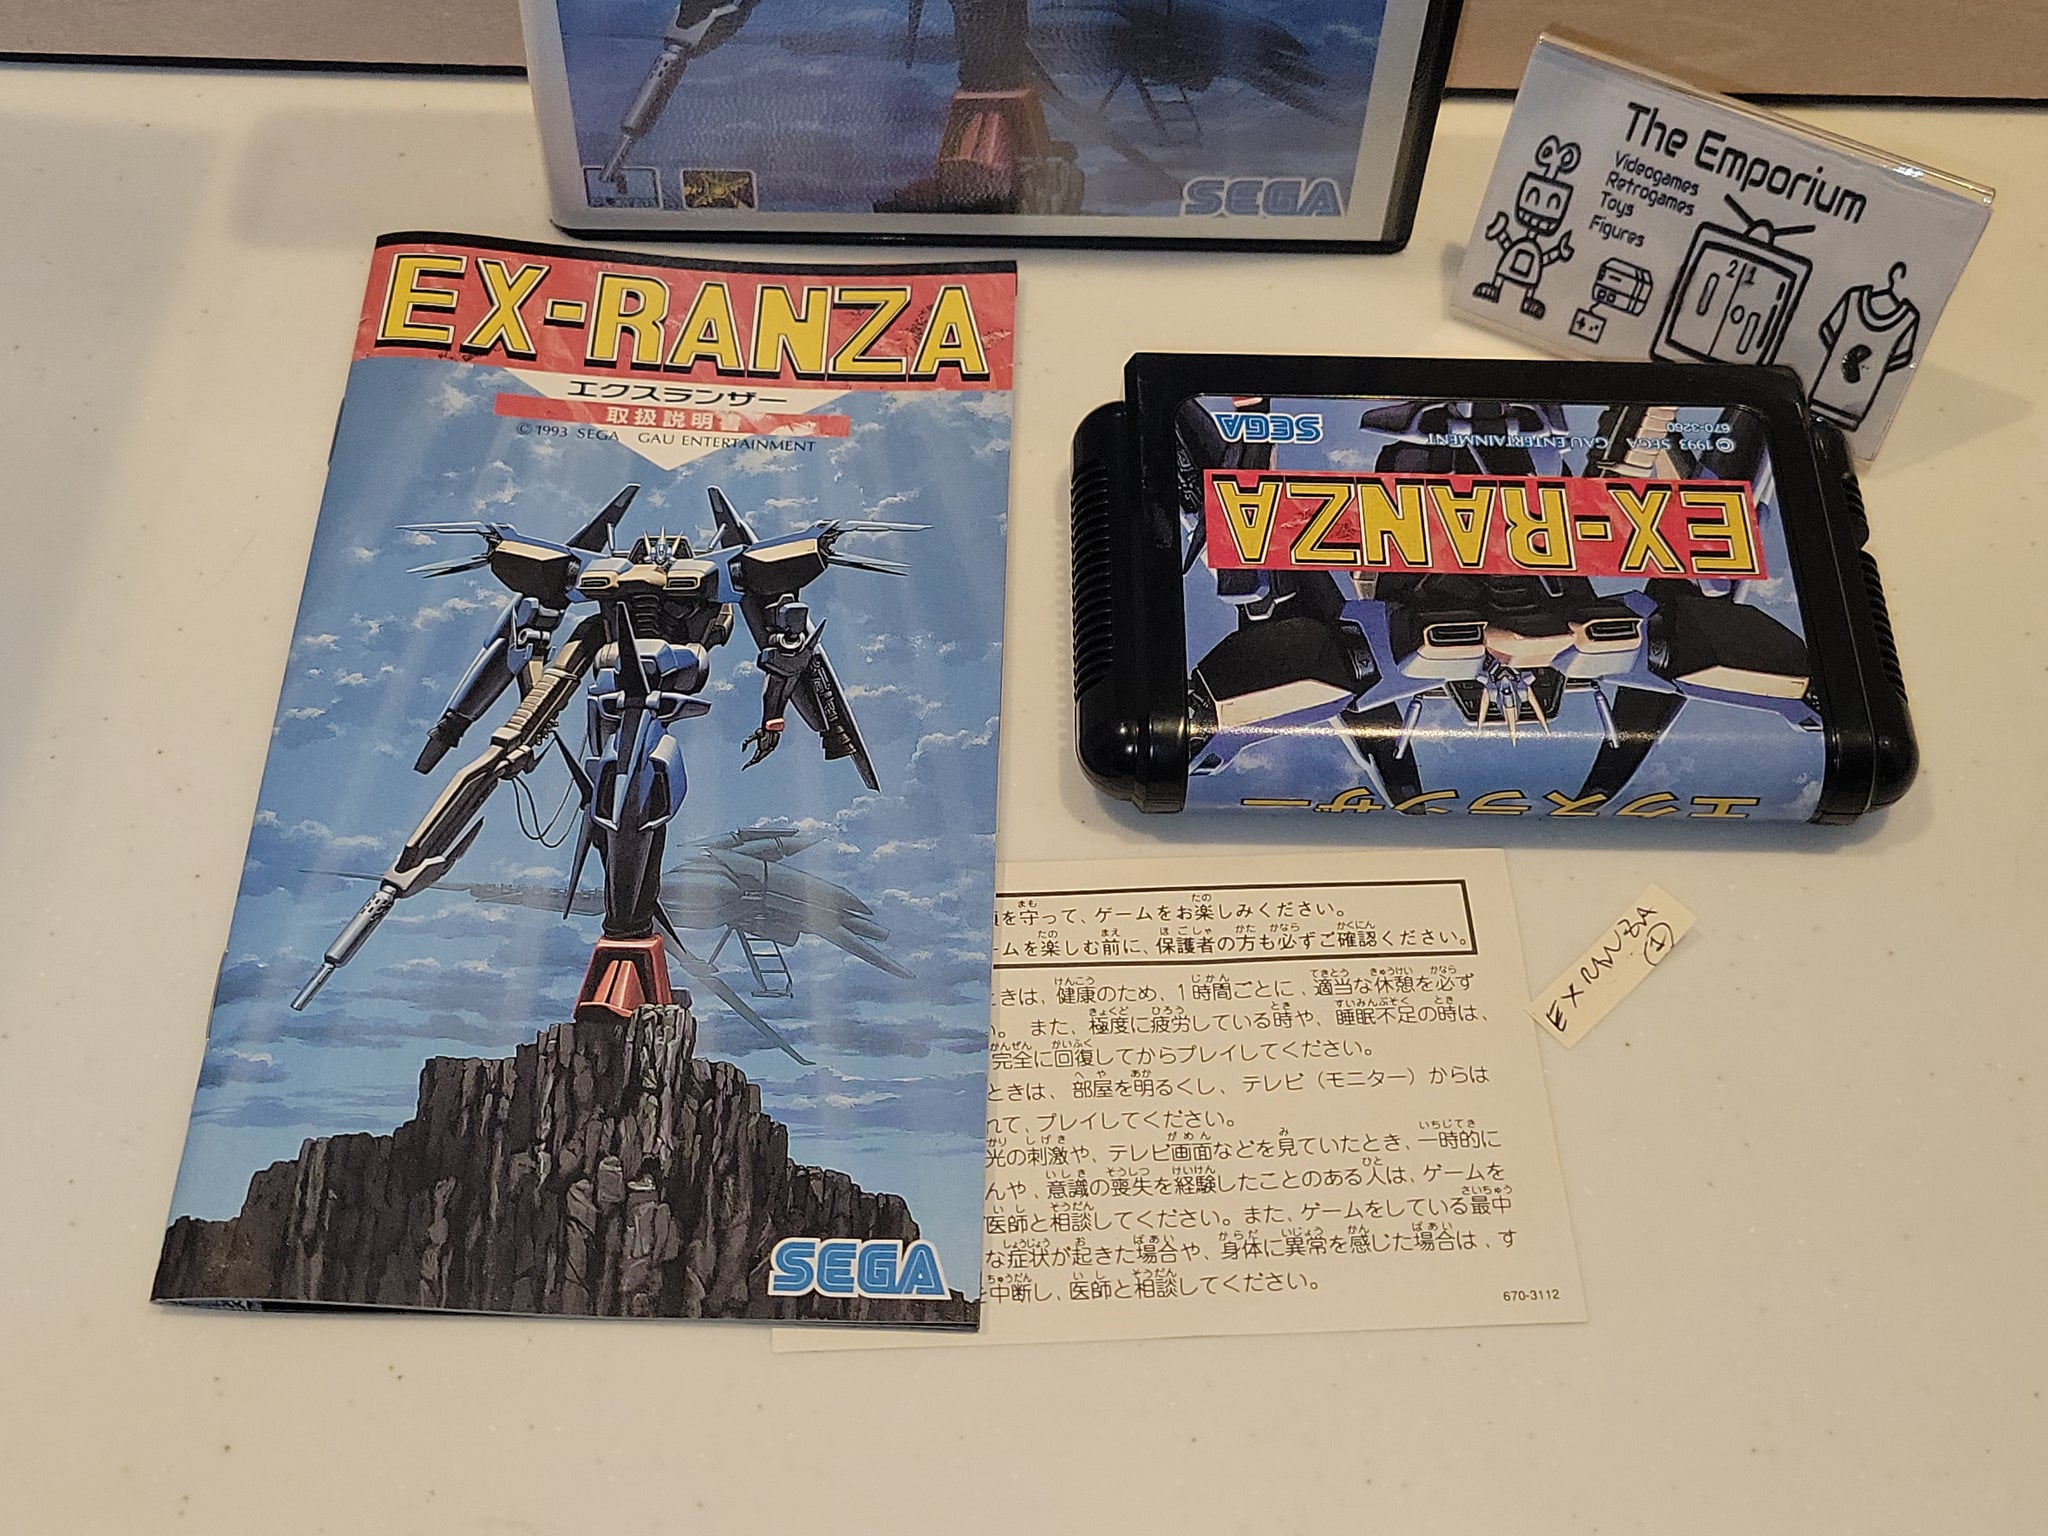 SEGA
The Emporium
Videogames
Retrogames
Toys
Figures
EX-RANZA
エクスランザー
取扱説明書
© 1993 SEGA GAU ENTERTAINMENT
SEGA
エクスランザー
EX-RANZA
© 1993 SEGA GAU ENTERTAINMENT
670-3260
SEGA
を守って、ゲームをお楽しみください。
ームを楽しむ前に、保護者の方も必ずご確認ください。
きは、健康のため、1時間ごとに、適当な休憩を必ず
。また、極度に疲労している時や、睡眠不足の時は、
完全に回復してからプレイしてください。
ときは、部屋を明るくし、テレビ(モニター)からは
れて、プレイしてください。
光の刺激や、テレビ画面などを見ていたとき、一時的に
んや、意識の喪失を経験したことのある人は、ゲームを
医師と相談してください。また、ゲームをしている最中
な症状が起きた場合や、身体に異常を感じた場合は、す
中断し、医師と相談してください。
670-3112
EXRANZA
1